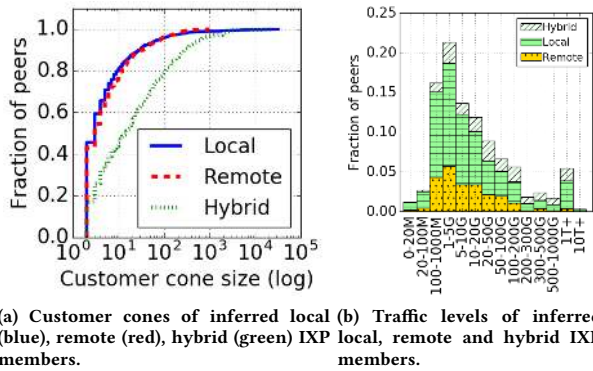 1.0
0.8
0.6
0.4
0.2
0.0
Fraction of peers
Local
Remote
Hybrid
10^0 10^1 10^2 10^3 10^4 10^5
Customer cone size (log)
(a) Customer cones of inferred local
(blue), remote (red), hybrid (green) IXP
members.
0.25
0.20
0.15
0.10
0.05
0.00
Fraction of peers
Hybrid
Local
Remote
0-20M
20-100M
100-1000M
1-5G
5-10G
10-20G
20-50G
50-100G
100-200G
200-300G
300-500G
500-1000G
1T+
10T+
(b) Traffic levels of inferred
local, remote and hybrid
members.